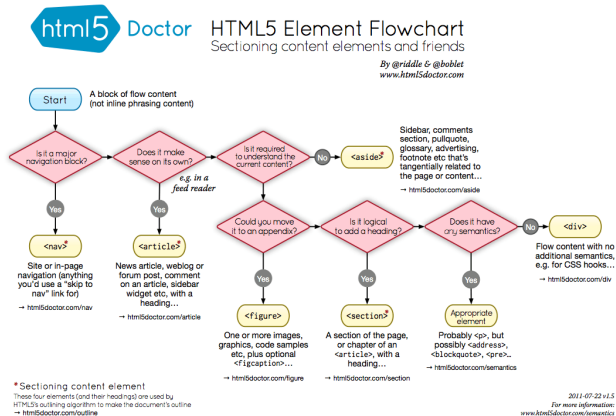 html5 Doctor
HTML5 Element Flowchart
Sectioning content elements and friends
By @riddle & @boblet
www.html5doctor.com
Start
A block of flow content
(not inline phrasing content)
Is it a major
navigation block?
Does it make
sense on its own?
e.g. in a
feed reader
Is it required
to understand the
current content?
No
<aside>*
Sidebar, comments
section, pullquote,
glossary, advertising,
footnote etc that's
tangentially related to
the page or content…
→ html5doctor.com/aside
Yes
<nav>*
Site or in-page
navigation (anything
you'd use a "skip to
nav" link for)
→ html5doctor.com/nav
Yes
<article>*
News article, weblog or
forum post, comment
on an article, sidebar
widget etc, with a
heading…
→ html5doctor.com/article
Could you move
it to an appendix?
Yes
<figure>
One or more images,
graphics, code samples
etc, plus optional
<figcaption>…
→ html5doctor.com/figure
Is it logical
to add a heading?
Yes
<section>*
A section of the page,
or chapter of an
<article>, with a
heading…
→ html5doctor.com/section
Does it have
any semantics?
Yes
Appropriate
element
Probably <p>, but
possibly <address>,
<blockquote>, <pre>…
→ html5doctor.com/semantics
No
<div>
Flow content with no
additional semantics,
e.g. for CSS hooks…
→ html5doctor.com/div
* Sectioning content element
These four elements (and their headings) are used by
HTML5's outlining algorithm to make the document's outline
→ html5doctor.com/outline
2011-07-22 v1.5
For more information:
www.html5doctor.com/semantics